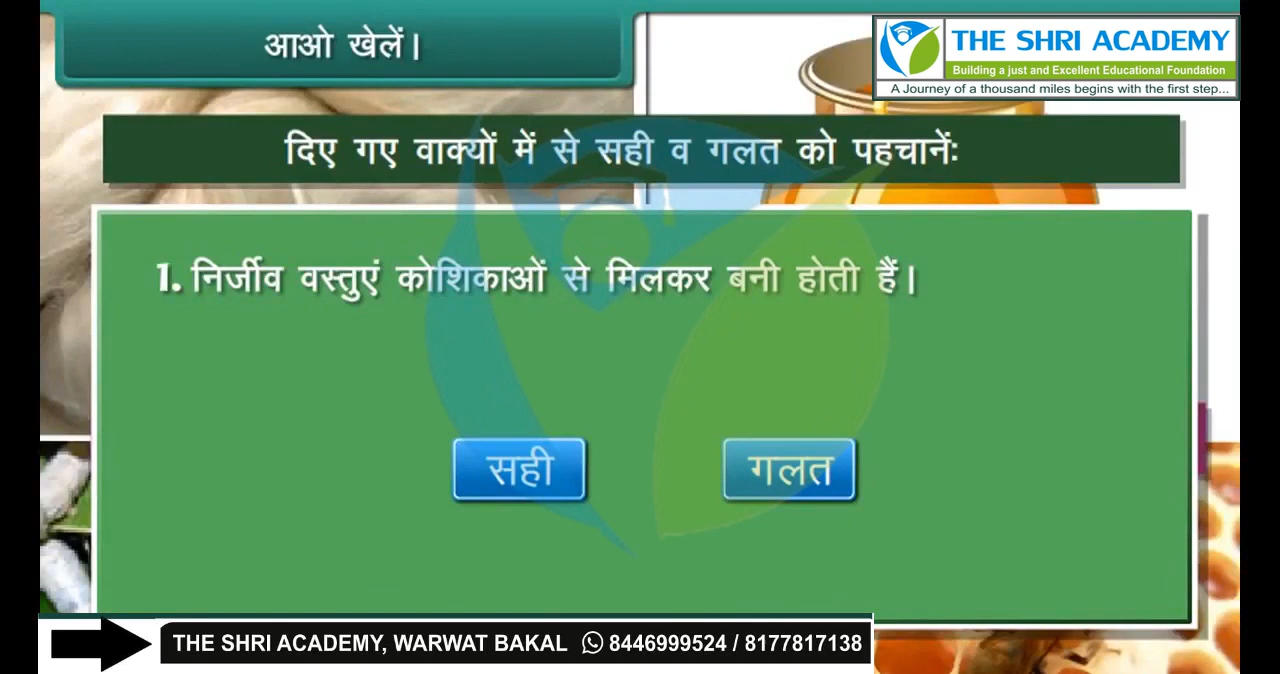 आओ खेलें।
THE SHRI ACADEMY
Building a just and Excellent Educational Foundation
A Journey of a thousand miles begins with the first step...
दिए गए वाक्यों में से सही व गलत को पहचानें:
1. निर्जीव वस्तुएं कोशिकाओं से मिलकर बनी होती हैं।
सही
गलत
THE SHRI ACADEMY, WARWAT BAKAL 8446999524 / 8177817138